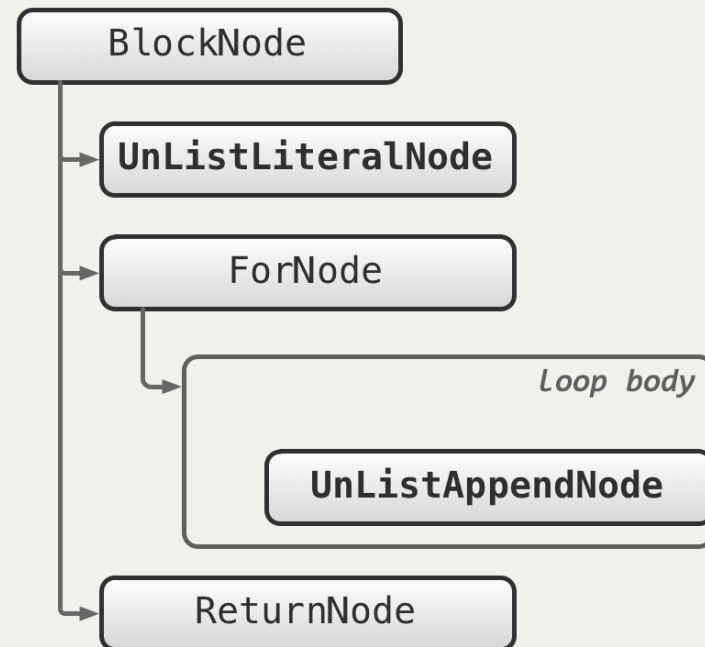 BlockNode
UnListLiteralNode
ForNode
loop body
UnListAppendNode
ReturnNode